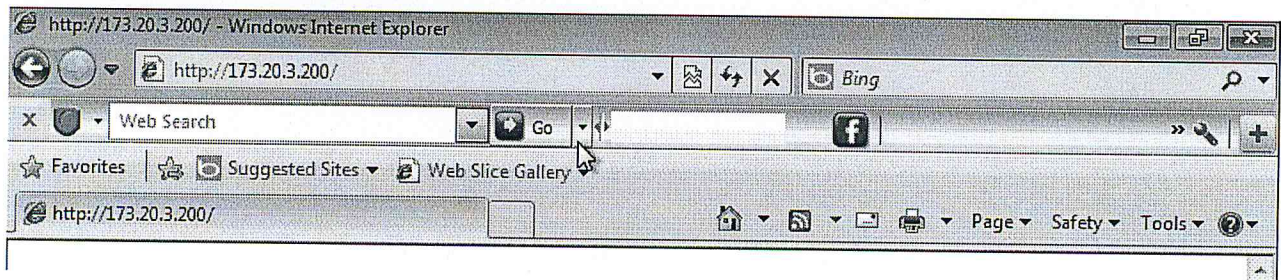 http://173.20.3.200/ - Windows Internet Explorer
http://173.20.3.200/ Bing
X Web Search Go f »
Favorites Suggested Sites Web Slice Gallery
http://173.20.3.200/ Page Safety Tools